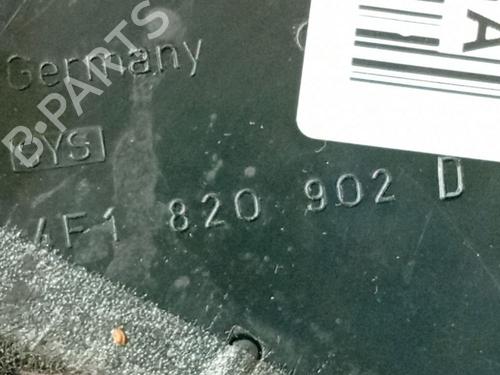 B-PARTS
Germany
SYS
4F1 820 902 D
A